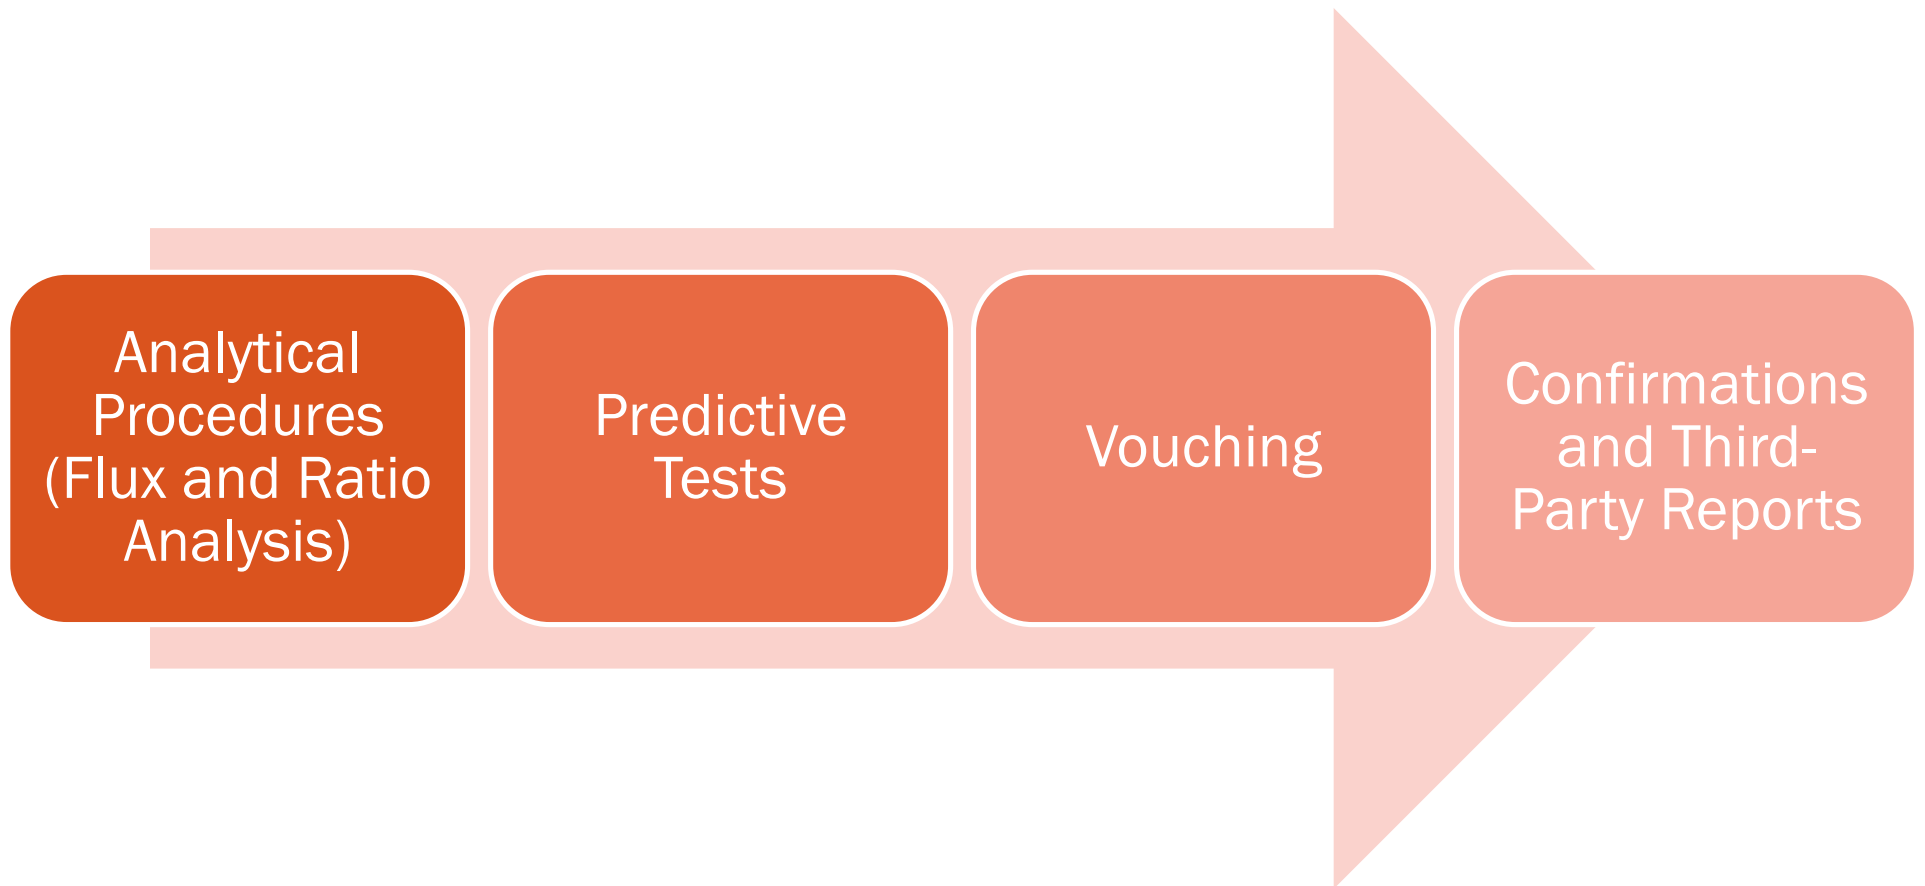 Analytical
Procedures
(Flux and Ratio
Analysis)
Predictive
Tests
Vouching
Confirmations
and Third-
Party Reports